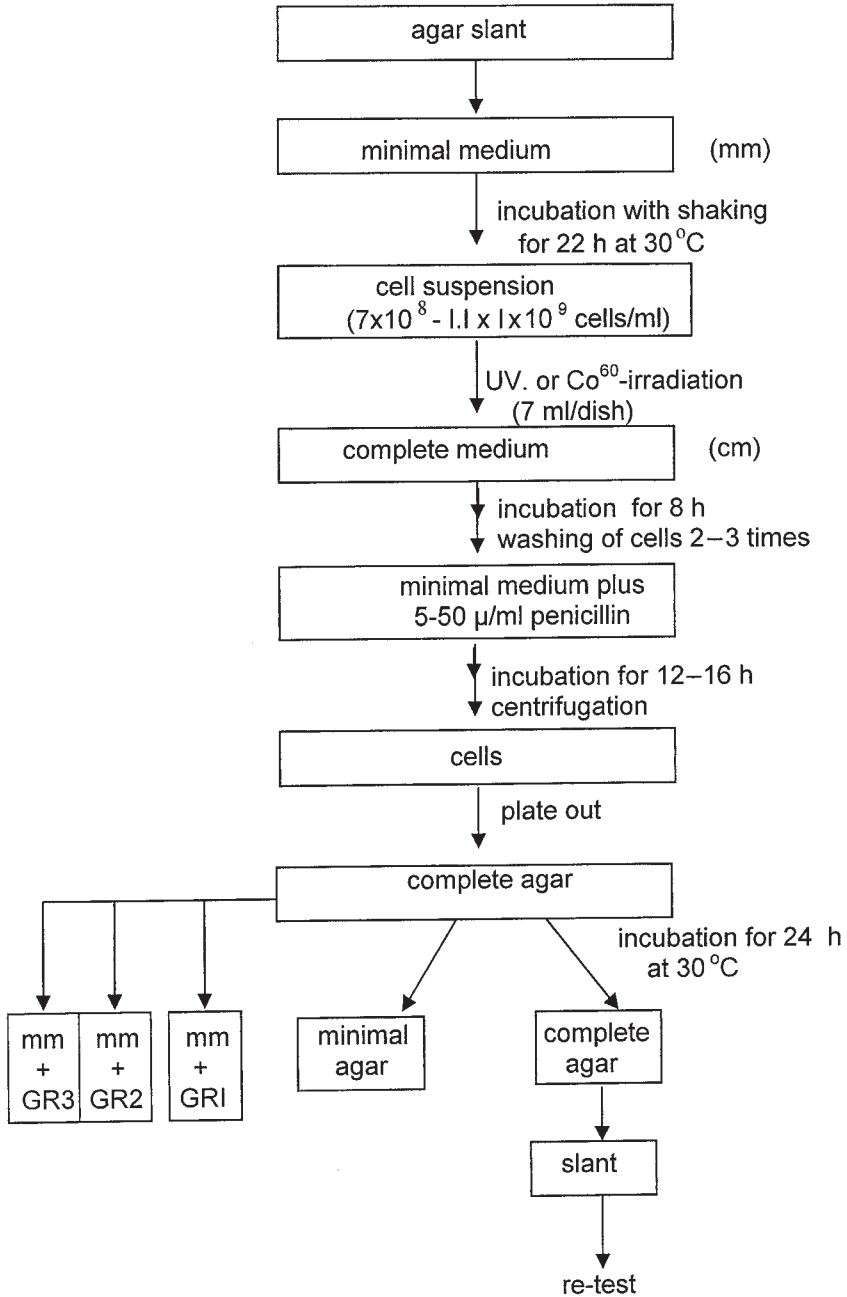 agar slant
minimal medium
(mm)
incubation with shaking
for 22 h at 30°C
cell suspension
(7x10⁸ - I.I x Ix10⁹ cells/ml)
UV. or Co⁶⁰-irradiation
(7 ml/dish)
complete medium
(cm)
incubation for 8 h
washing of cells 2–3 times
minimal medium plus
5-50 µ/ml penicillin
incubation for 12–16 h
centrifugation
cells
plate out
complete agar
incubation for 24 h
at 30°C
mm
+
GR3
mm
+
GR2
mm
+
GRI
minimal
agar
complete
agar
slant
re-test